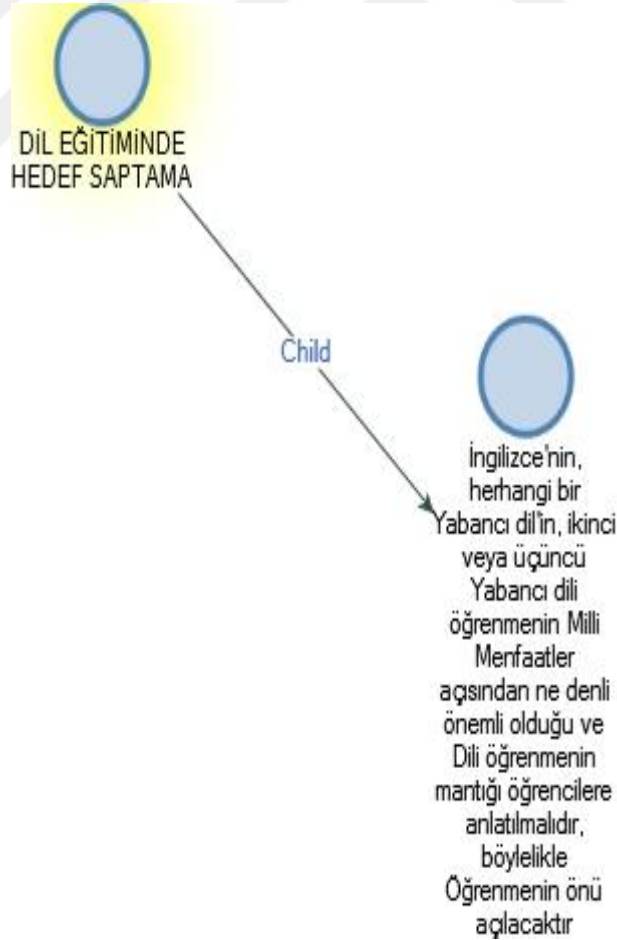 DİL EĞİTİMİNDE
HEDEF SAPTAMA
Child
İngilizce'nin,
herhangi bir
Yabancı dil'in, ikinci
veya üçüncü
Yabancı dili
öğrenmenin Milli
Menfaatler
açısından ne denli
önemli olduğu ve
Dili öğrenmenin
mantığı öğrencilere
anlatılmalıdır,
böylelikle
Öğrenmenin önü
açılacaktır